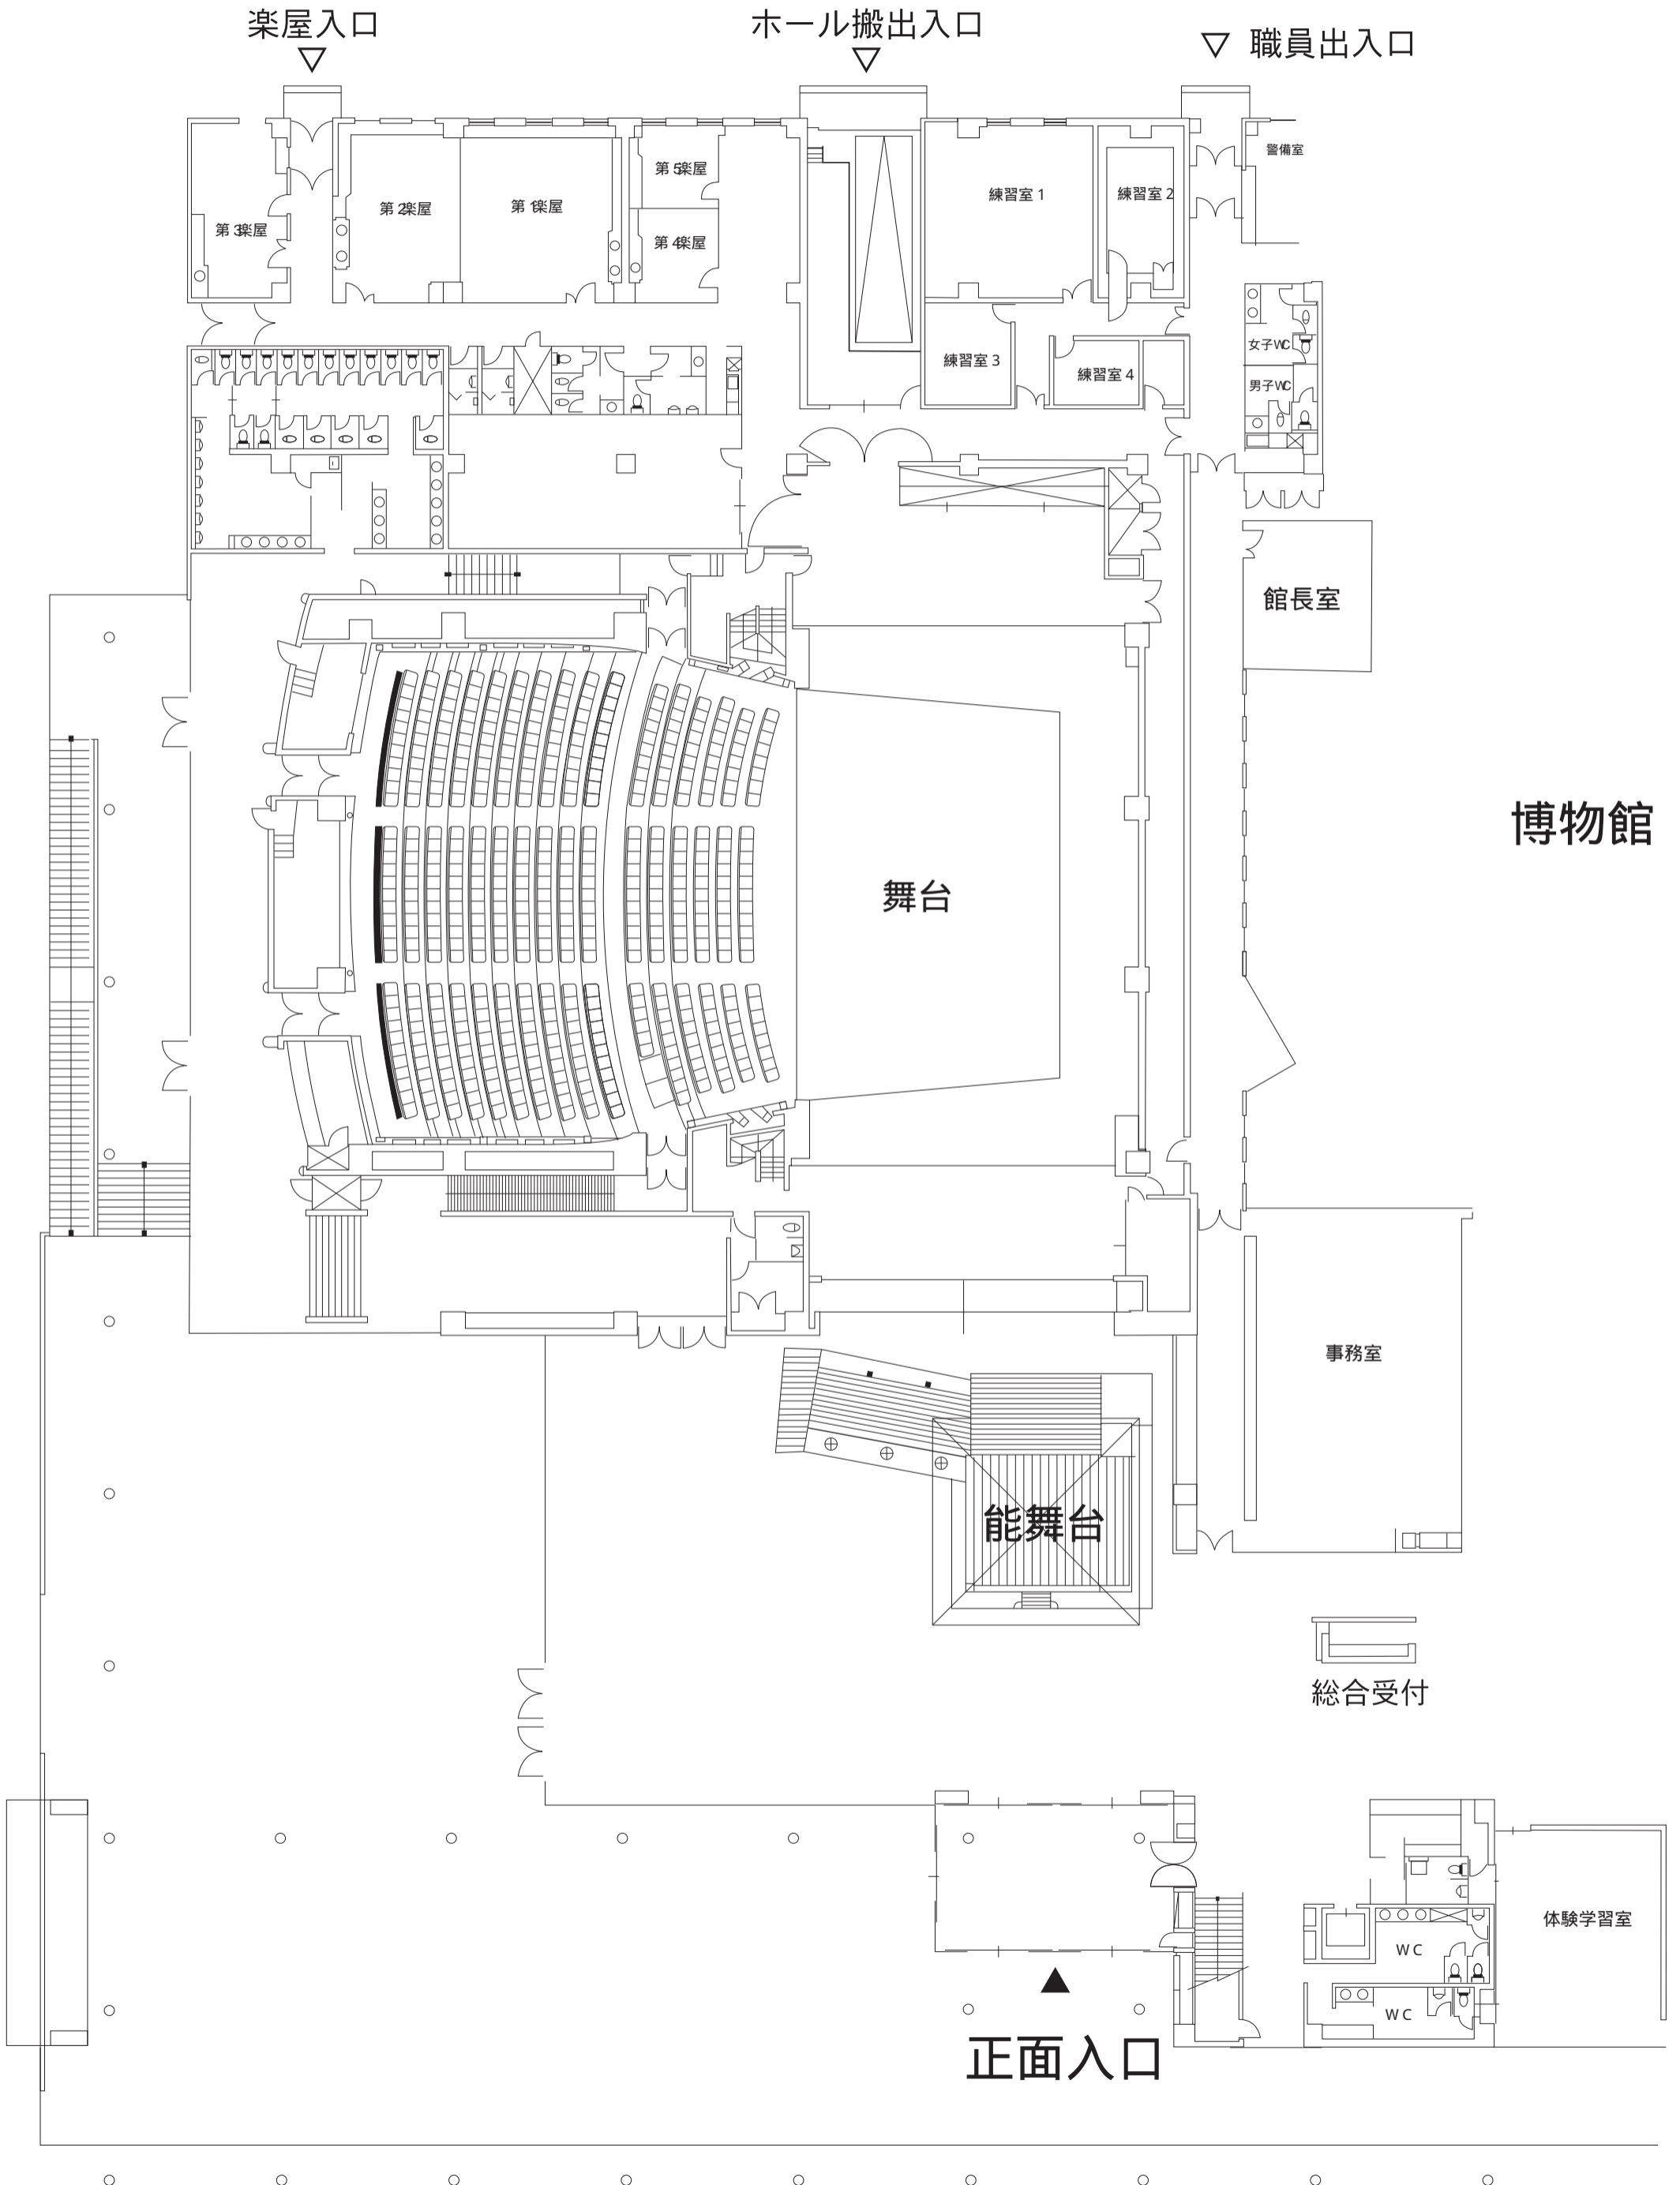 楽屋入口
ホール搬出入口
職員出入口
警備室
第5楽屋
練習室1
練習室2
第2楽屋
第1楽屋
第3楽屋
第4楽屋
女子WC
練習室3
練習室4
男子WC
館長室
博物館
舞台
事務室
能舞台
総合受付
体験学習室
WC
WC
正面入口